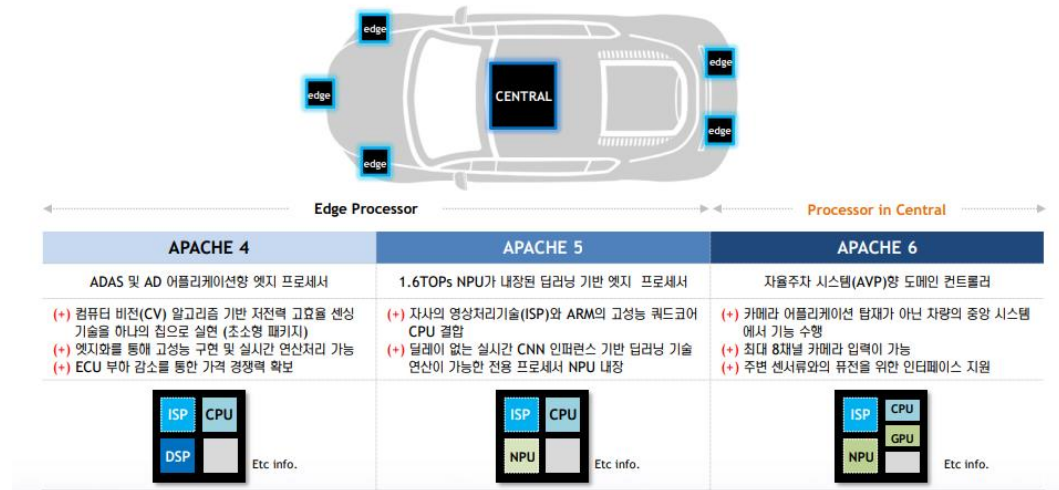 edge
edge
edge
CENTRAL
edge
edge
Edge Processor
Processor in Central
APACHE 4
APACHE 5
APACHE 6
ADAS 및 AD 어플리케이션향 엣지 프로세서
1.6TOPs NPU가 내장된 딥러닝 기반 엣지 프로세서
자율주차 시스템(AVP)향 도메인 컨트롤러
(+) 컴퓨터 비전(CV) 알고리즘 기반 저전력 고효율 센싱
기술을 하나의 칩으로 실현 (초소형 패키지)
(+) 엣지화를 통해 고성능 구현 및 실시간 연산처리 가능
(+) ECU 부하 감소를 통한 가격 경쟁력 확보
(+) 자사의 영상처리기술(ISP)와 ARM의 고성능 쿼드코어
CPU 결합
(+) 딜레이 없는 실시간 CNN 인퍼런스 기반 딥러닝 기술
연산이 가능한 전용 프로세서 NPU 내장
(+) 카메라 어플리케이션 탑재가 아닌 차량의 중앙 시스템
에서 기능 수행
(+) 최대 8채널 카메라 입력이 가능
(+) 주변 센서류와의 퓨전을 위한 인터페이스 지원
ISP CPU
DSP
Etc info.
ISP CPU
NPU
Etc info.
ISP CPU
GPU
NPU
Etc info.